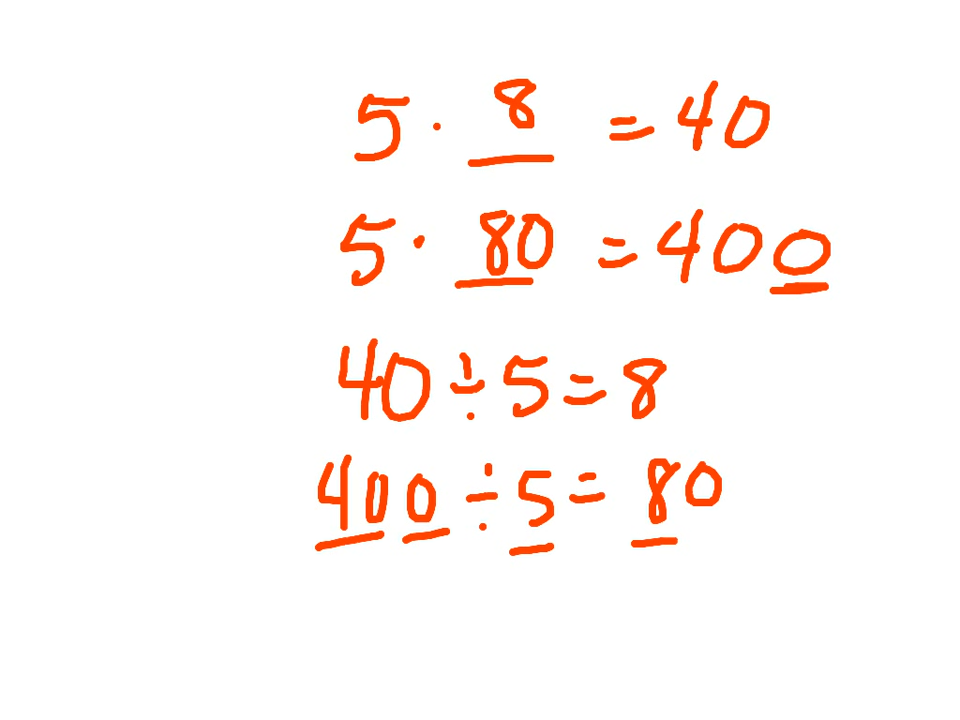 5 · 8 = 40
5 · 80 = 400
40 ÷ 5 = 8
400 ÷ 5 = 80